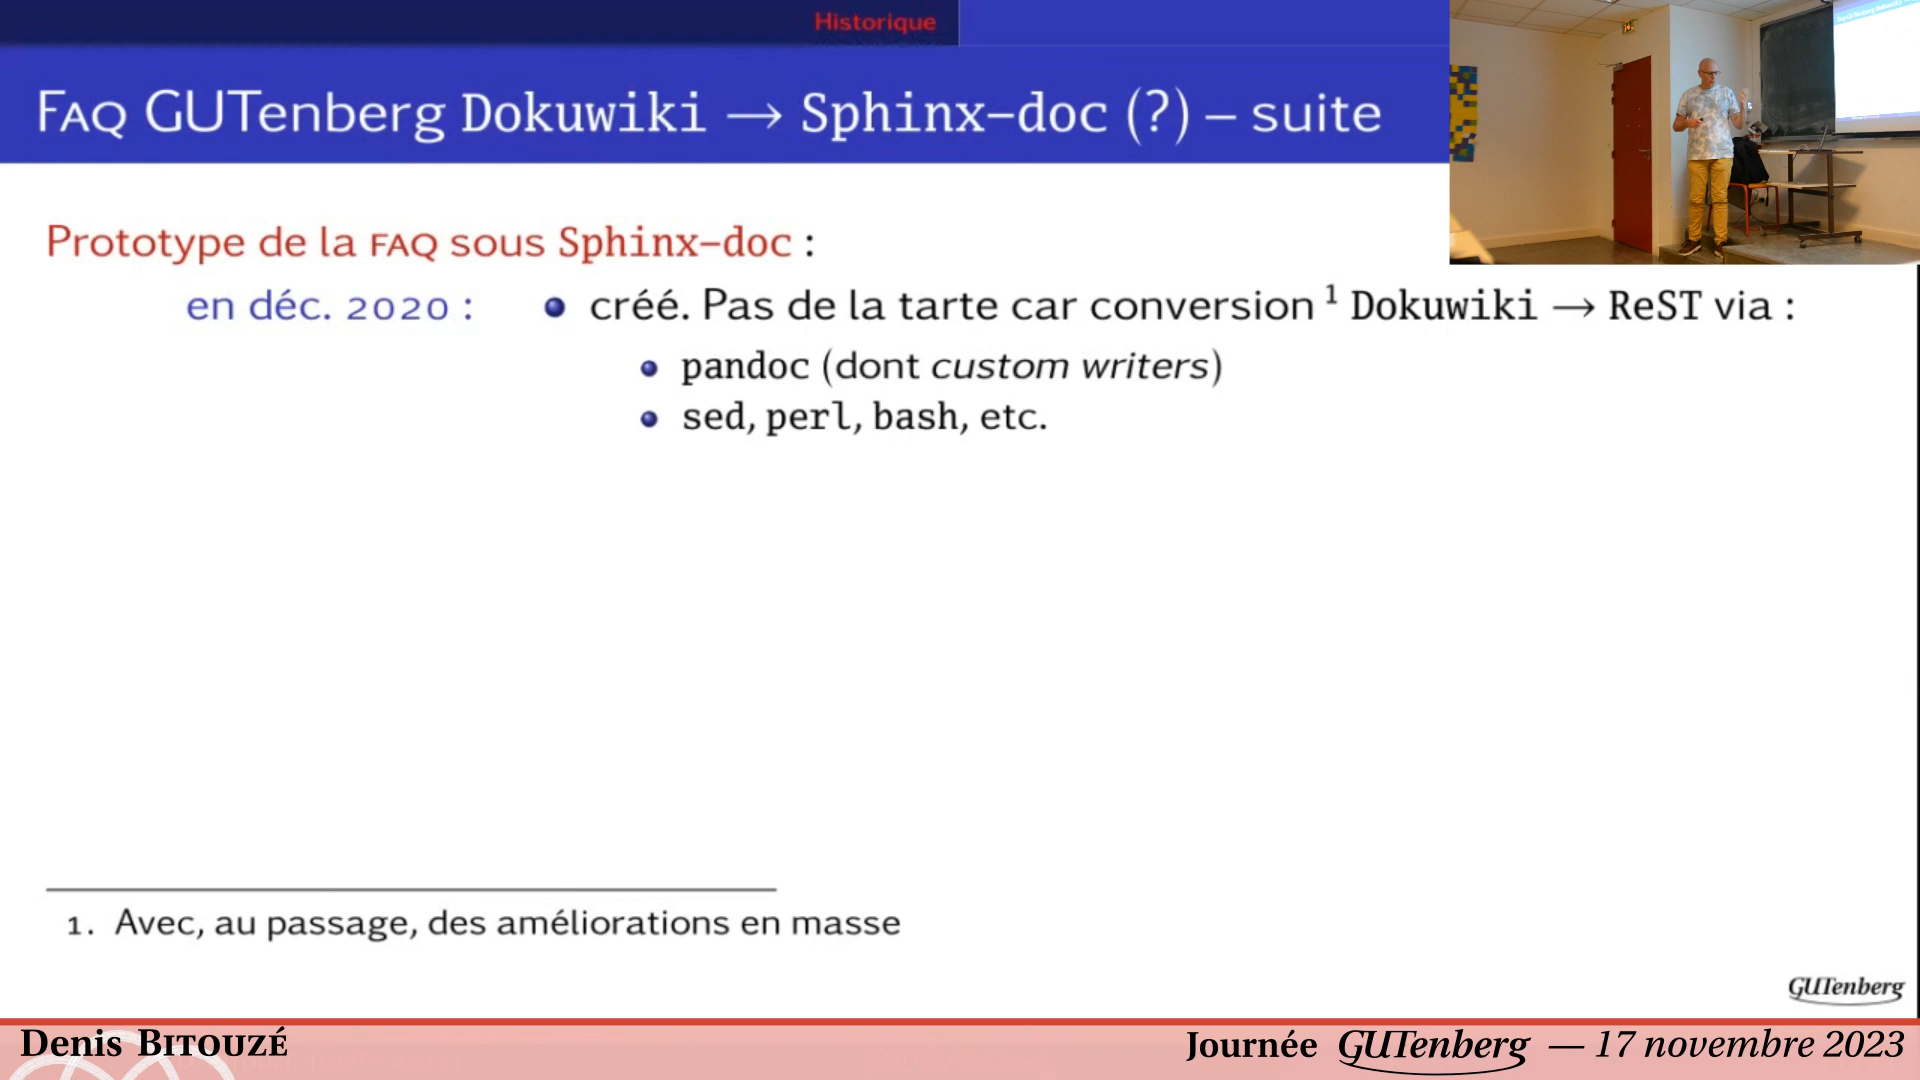 Historique
FAQ GUTenberg Dokuwiki → Sphinx-doc (?) – suite
Prototype de la FAQ sous Sphinx-doc :
en déc. 2020 : • créé. Pas de la tarte car conversion ¹ Dokuwiki → ReST via :
• pandoc (dont custom writers)
• sed, perl, bash, etc.
1. Avec, au passage, des améliorations en masse
GUTenberg
Denis BITOUZÉ
Journée GUTenberg — 17 novembre 2023